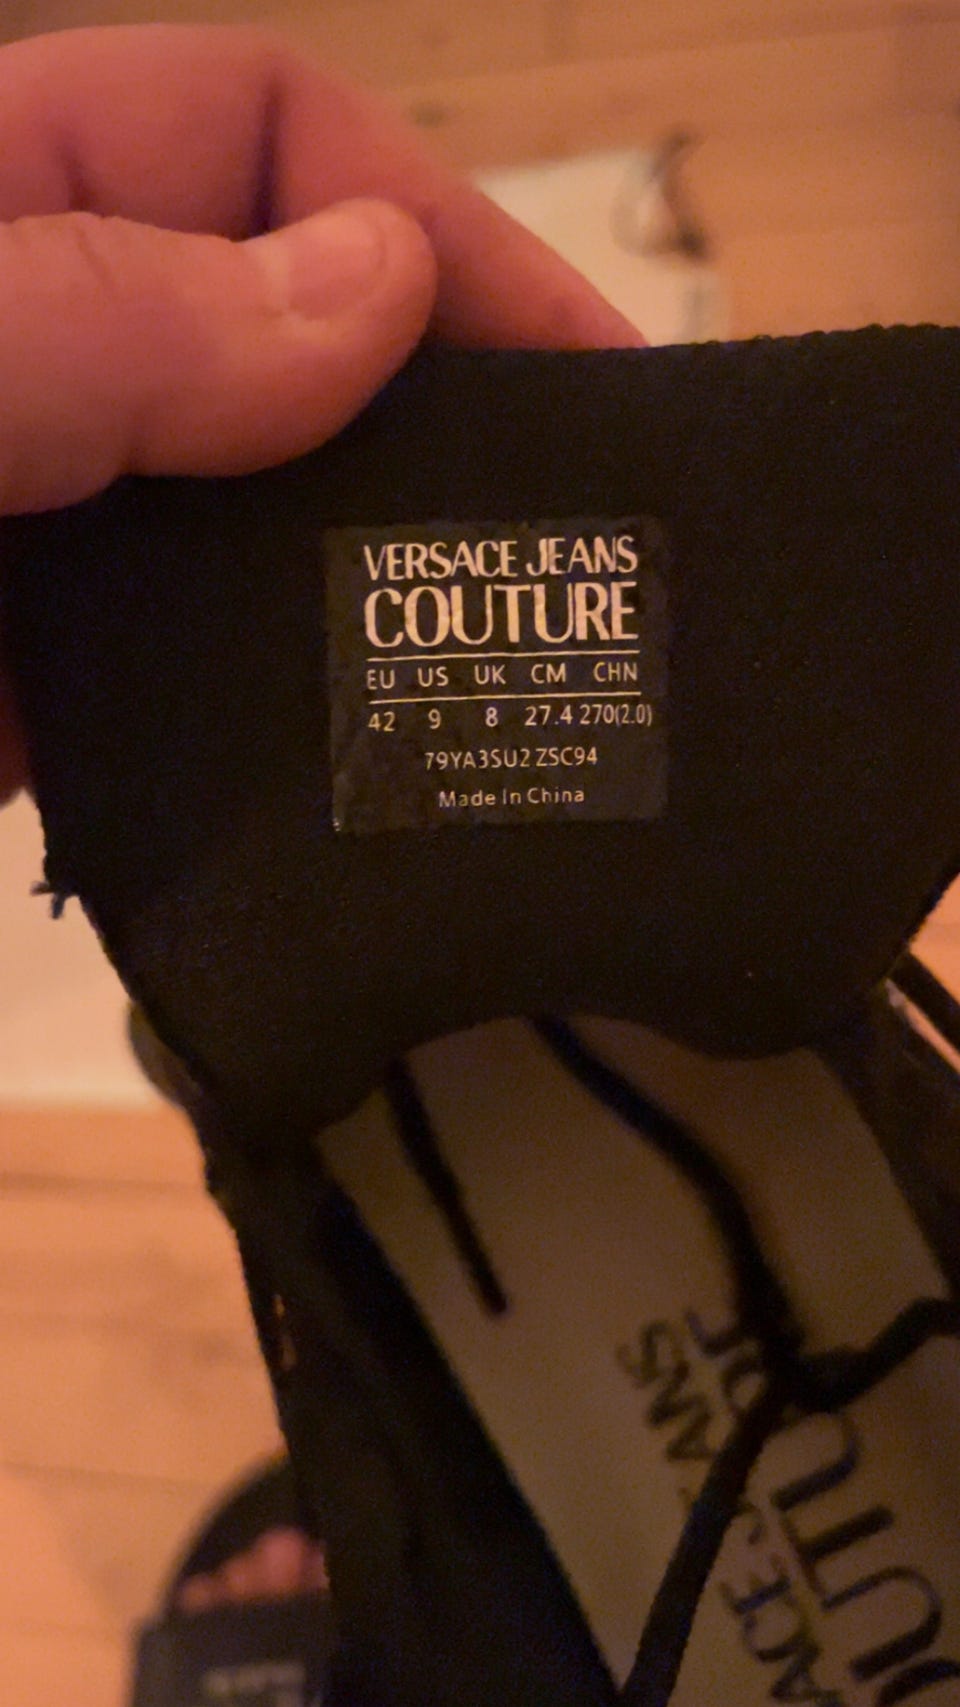 VERSACE JEANS
COUTURE
EU US UK CM CHN
42 9 8 27.4 270(2.0)
79YA3SU2 ZSC94
Made In China